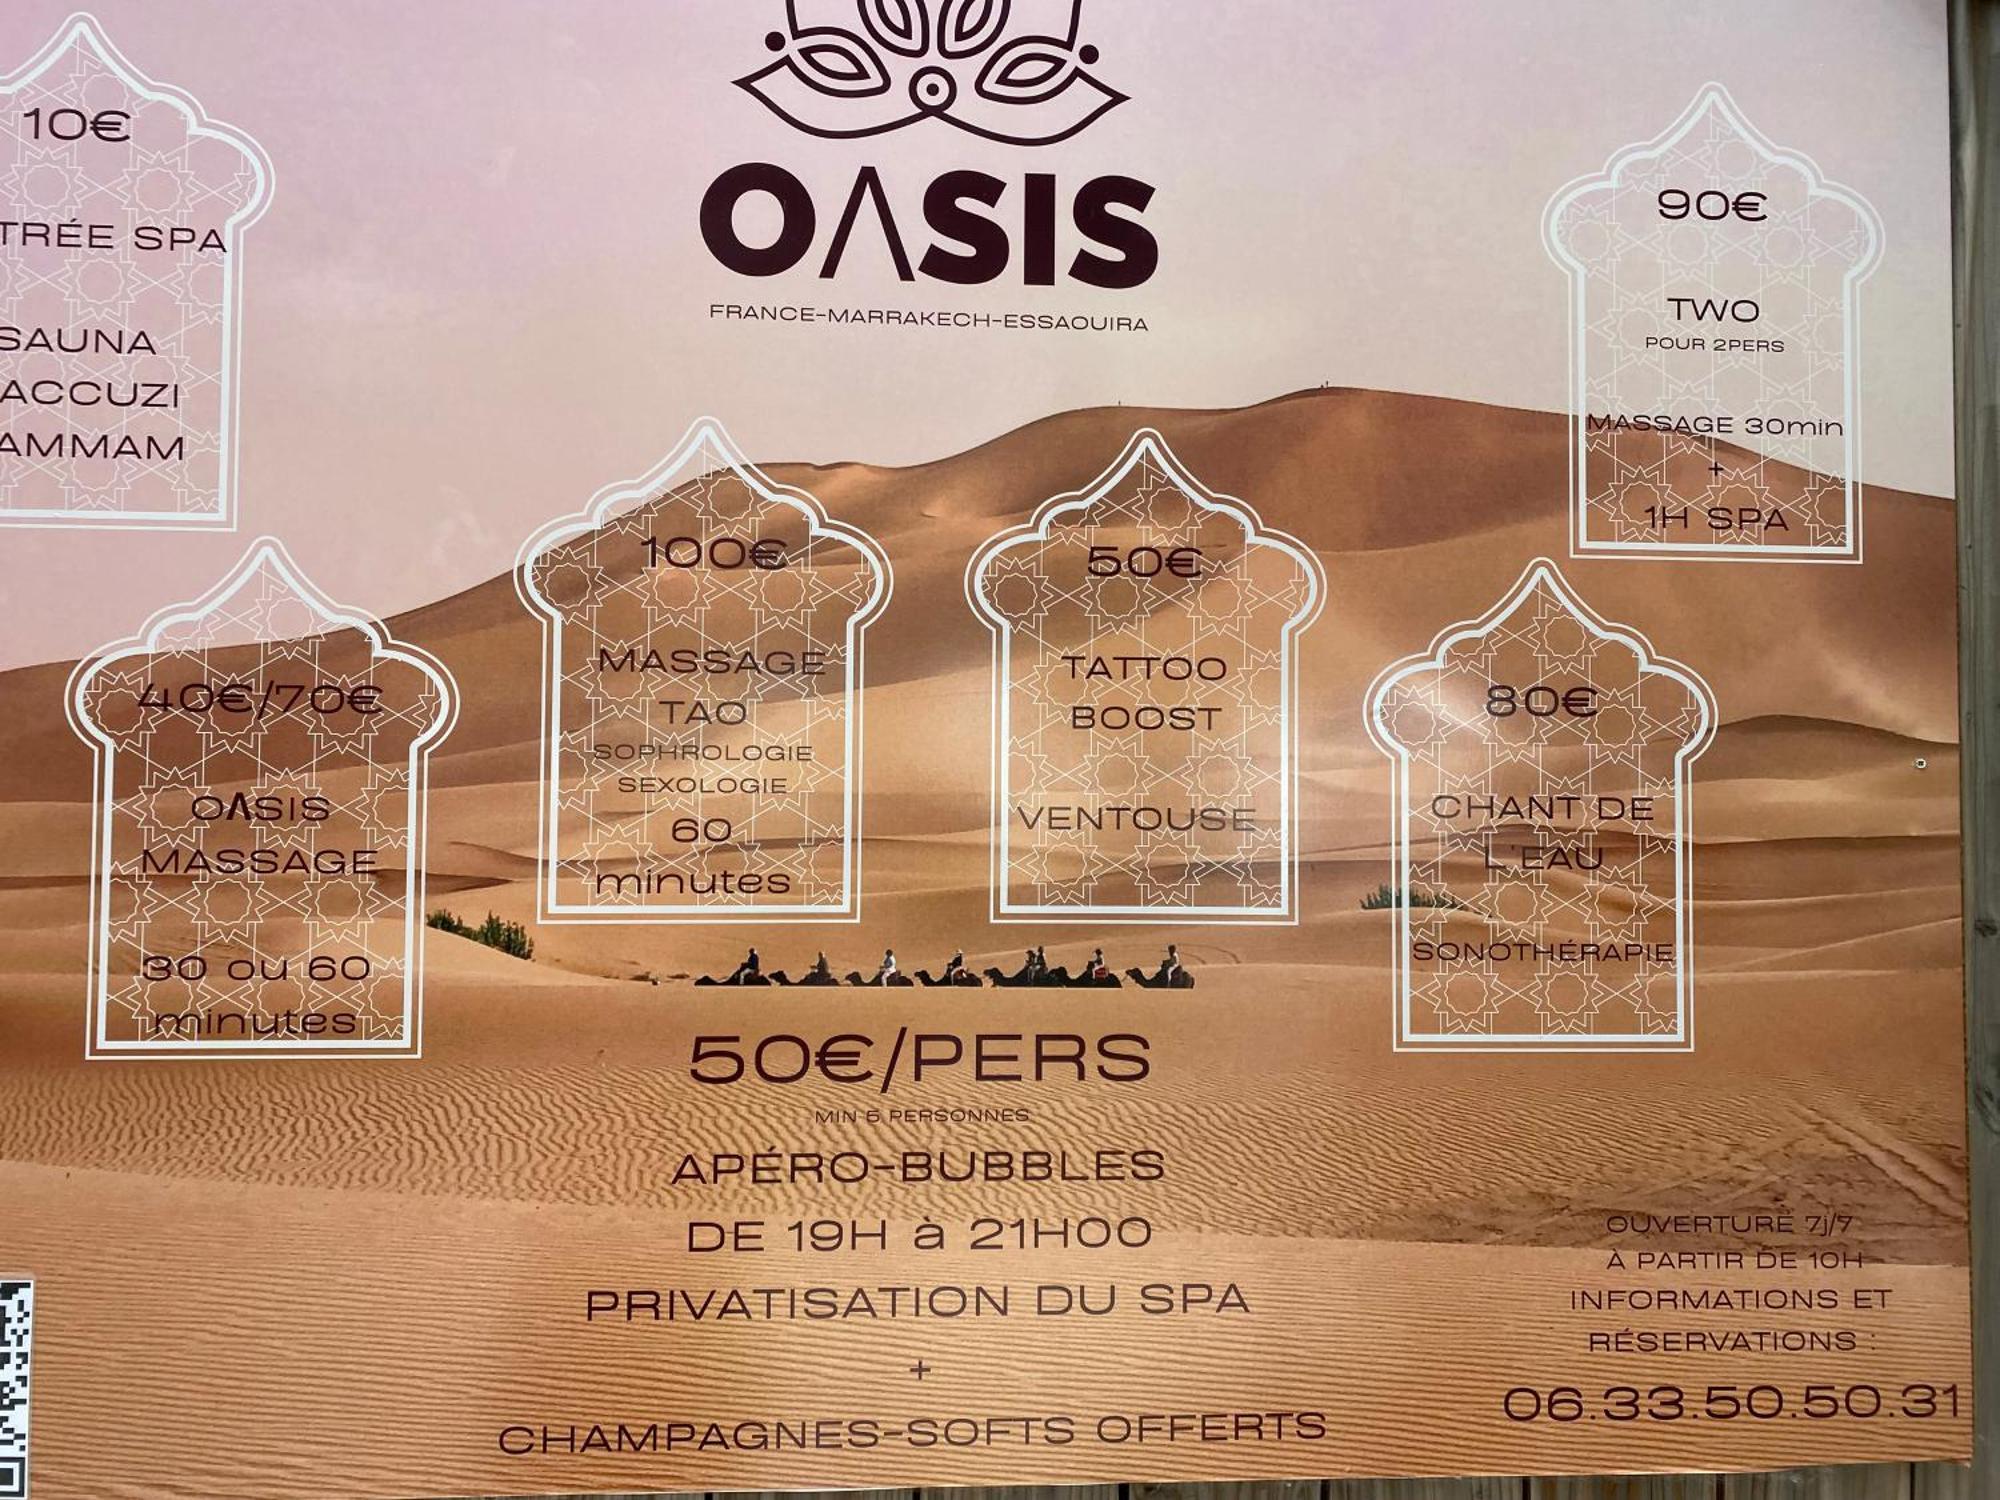 10€
TRÉE SPA
SAUNA
ACCUZI
AMMAM
OASIS
FRANCE-MARRAKECH-ESSAOUIRA
90€
TWO
POUR 2PERS
MASSAGE 30min
+
1H SPA
40€/70€
OASIS
MASSAGE
30 ou 60
minutes
100€
MASSAGE
TAO
SOPHROLOGIE
SEXOLOGIE
60
minutes
50€
TATTOO
BOOST
VENTOUSE
80€
CHANT DE
L'EAU
SONOTHÉRAPIE
50€/PERS
MIN 6 PERSONNES
APÉRO-BUBBLES
DE 19H à 21H00
PRIVATISATION DU SPA
+
CHAMPAGNES-SOFTS OFFERTS
OUVERTURE 7j/7
À PARTIR DE 10H
INFORMATIONS ET
RÉSERVATIONS :
06.33.50.50.31